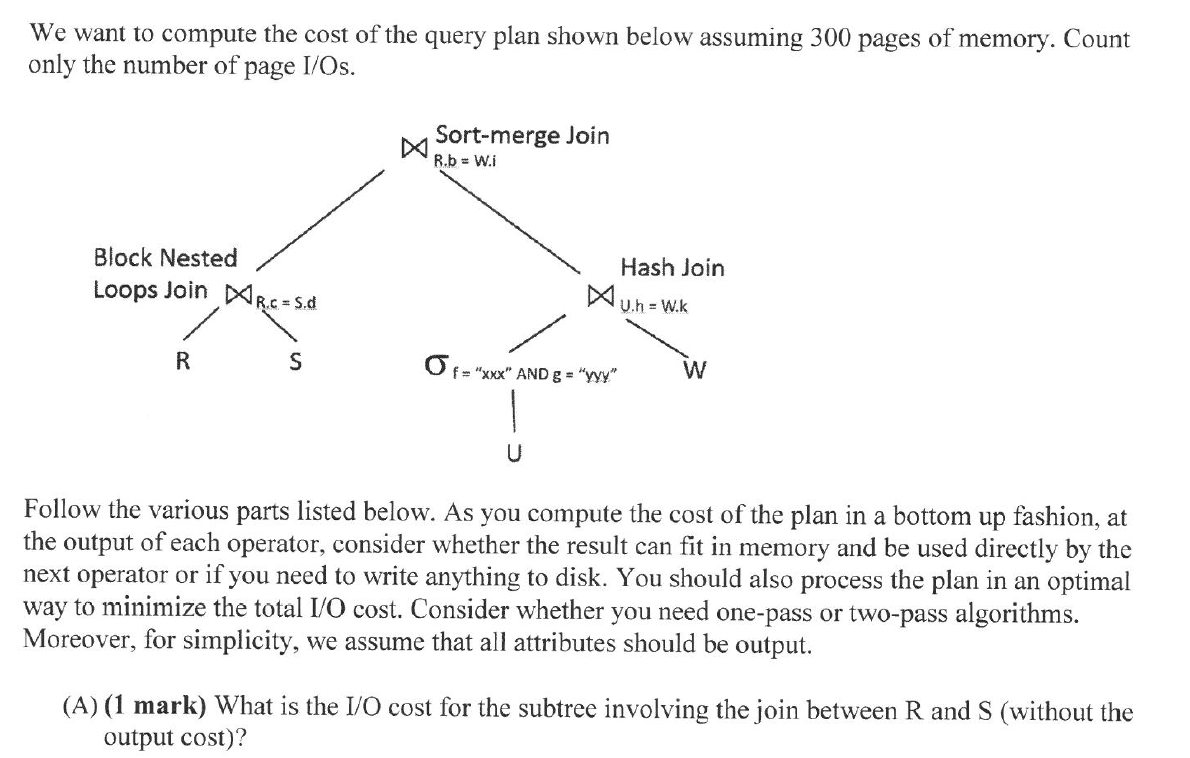 We want to compute the cost of the query plan shown below assuming 300 pages of memory. Count
only the number of page I/Os.
⋈ Sort-merge Join
R.b = W.i
Block Nested
Loops Join ⋈ R.c = S.d
Hash Join
⋈ U.h = W.k
R
S
σ f = "xxx" AND g = "yyy"
W
U
Follow the various parts listed below. As you compute the cost of the plan in a bottom up fashion, at
the output of each operator, consider whether the result can fit in memory and be used directly by the
next operator or if you need to write anything to disk. You should also process the plan in an optimal
way to minimize the total I/O cost. Consider whether you need one-pass or two-pass algorithms.
Moreover, for simplicity, we assume that all attributes should be output.
(A) (1 mark) What is the I/O cost for the subtree involving the join between R and S (without the
output cost)?